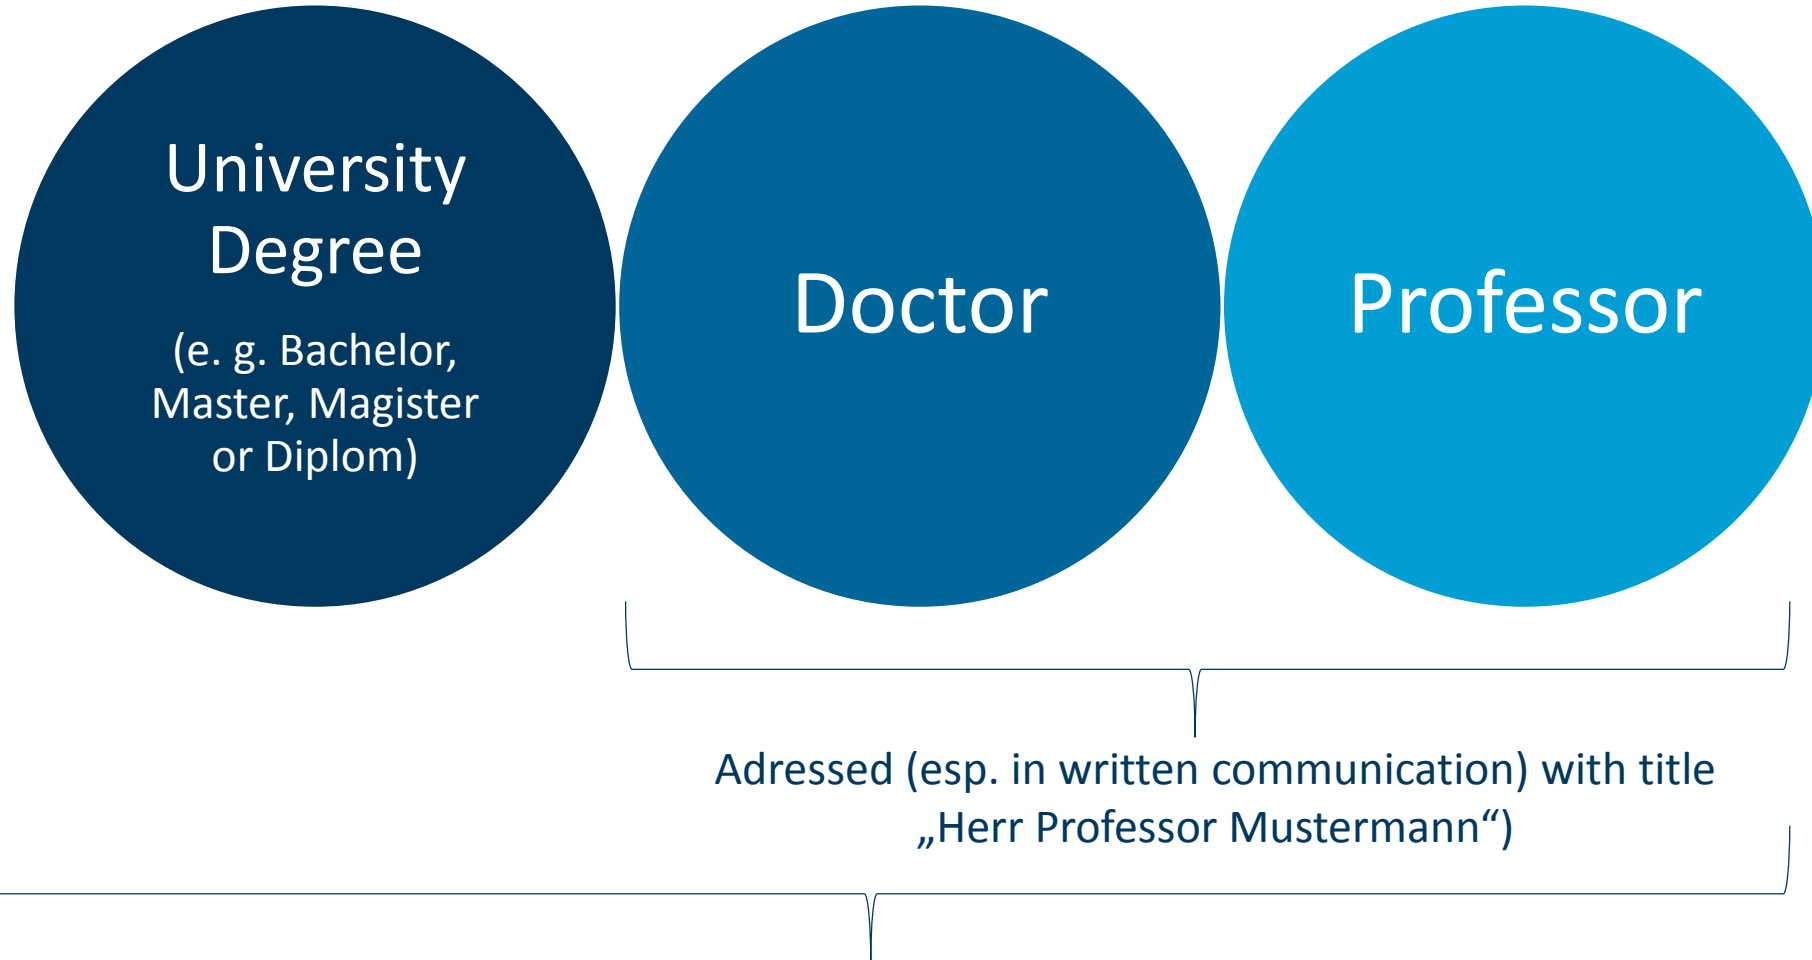 University
Degree
(e. g. Bachelor,
Master, Magister
or Diplom)
Doctor
Professor
Adressed (esp. in written communication) with title
„Herr Professor Mustermann“)